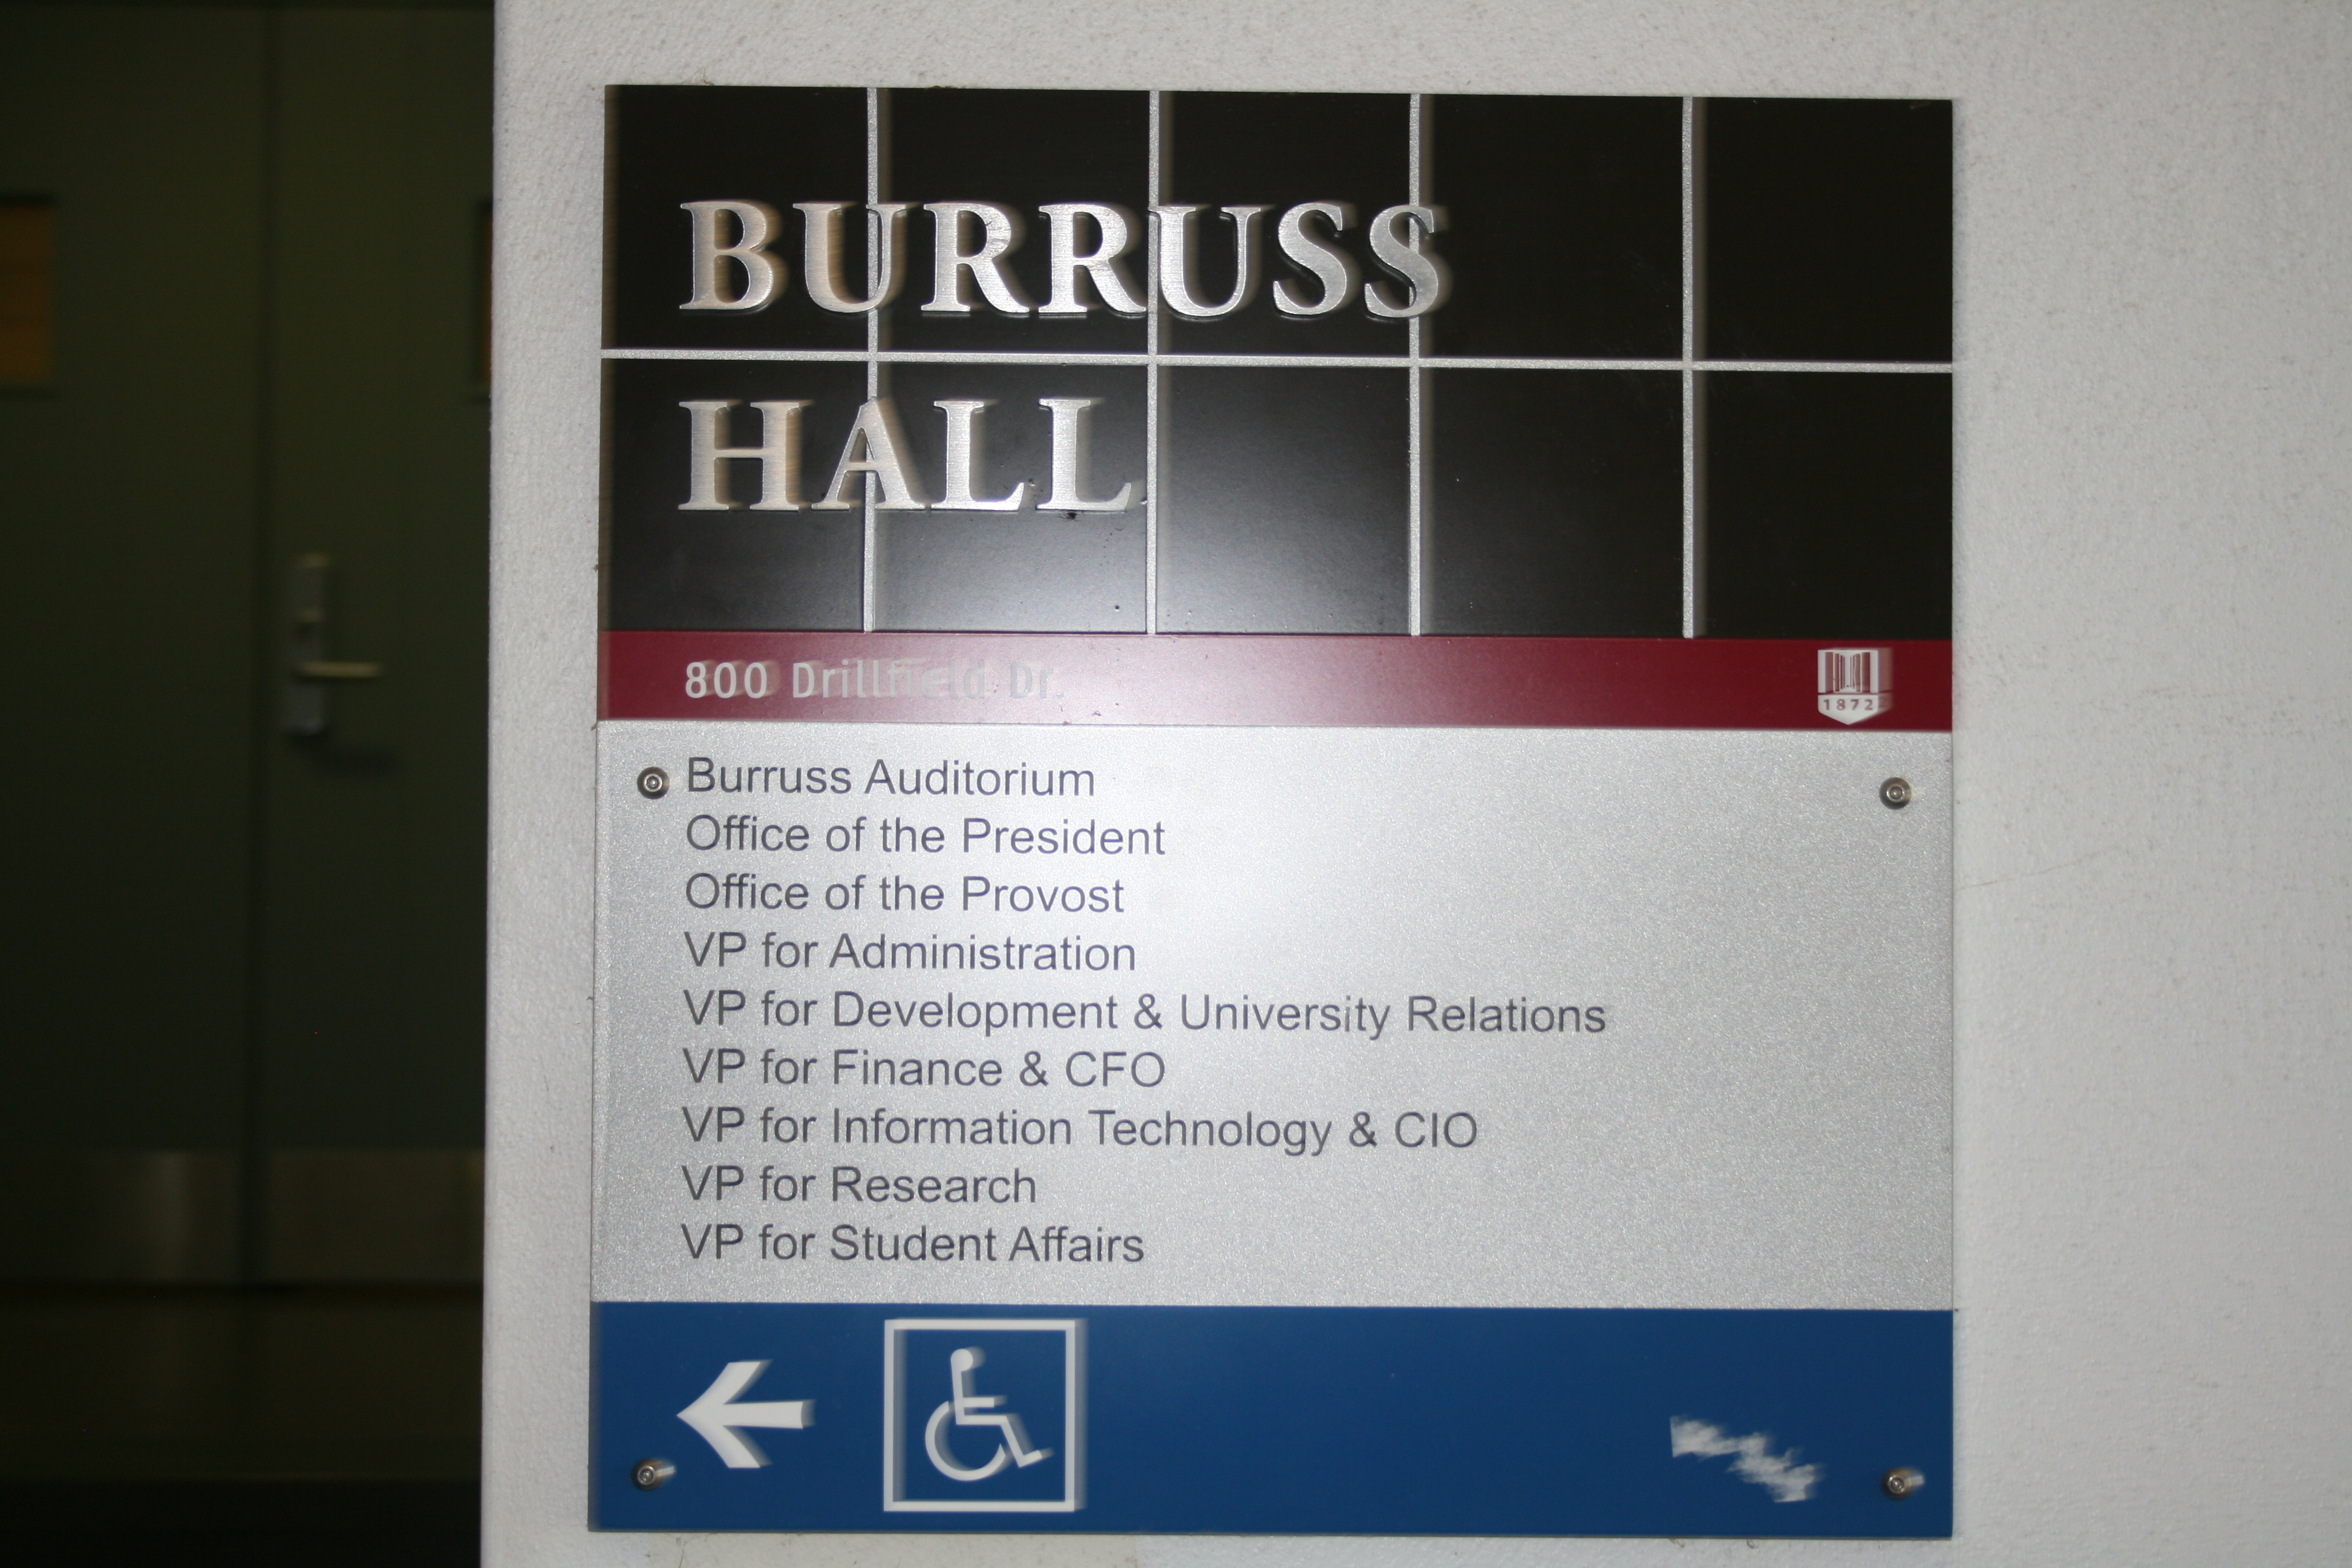 BURRUSS
HALL
800 Drillfield Dr.
1872
Burruss Auditorium
Office of the President
Office of the Provost
VP for Administration
VP for Development & University Relations
VP for Finance & CFO
VP for Information Technology & CIO
VP for Research
VP for Student Affairs